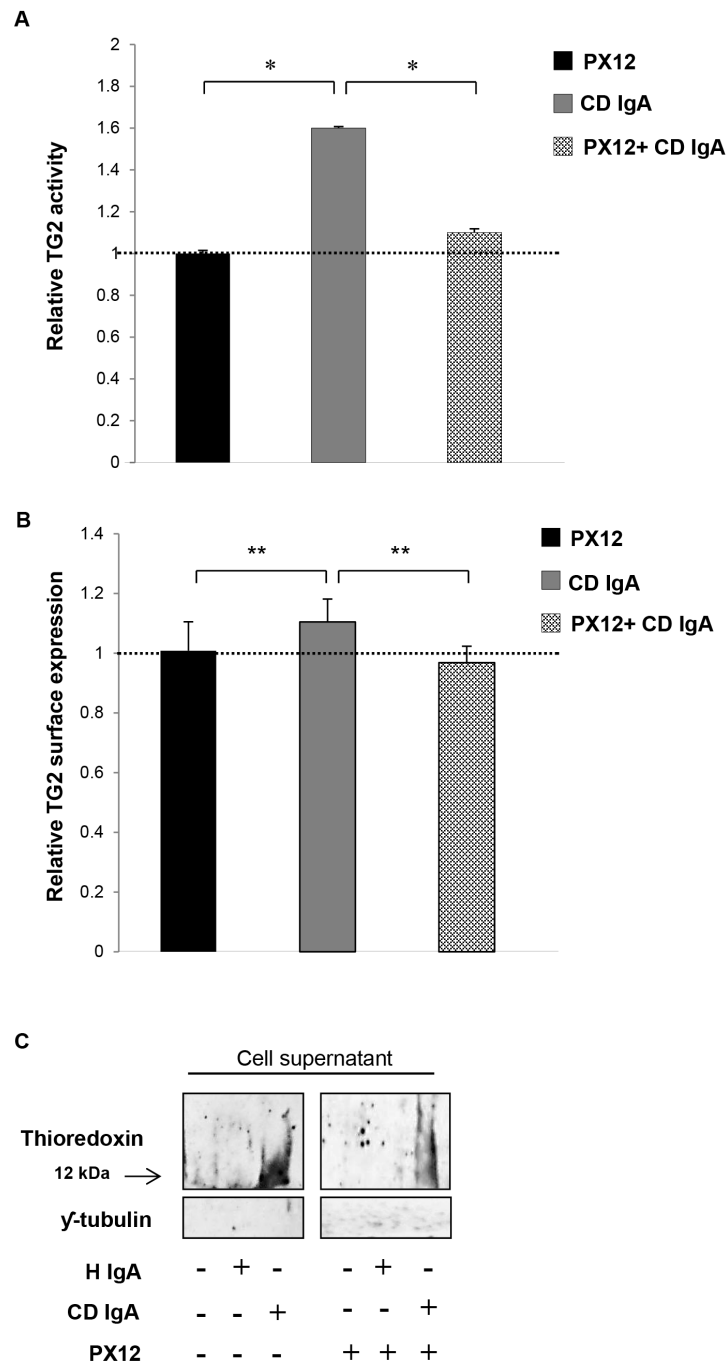 A
Relative TG2 activity
2
1.8
1.6
1.4
1.2
1
0.8
0.6
0.4
0.2
0
* *
PX12
CD IgA
PX12+ CD IgA
B
Relative TG2 surface expression
1.4
1.2
1
0.8
0.6
0.4
0.2
0
** **
PX12
CD IgA
PX12+ CD IgA
C
Cell supernatant
Thioredoxin
12 kDa
γ-tubulin
H IgA - + - - + -
CD IgA - - + - - +
PX12 - - - + + +